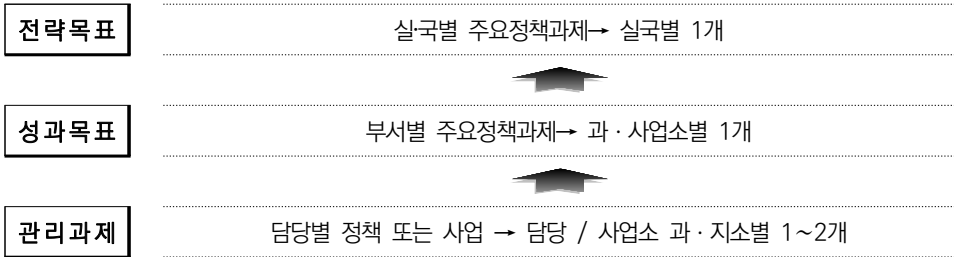 전략목표
실·국별 주요정책과제→ 실국별 1개
성과목표
부서별 주요정책과제→ 과 · 사업소별 1개
관리과제
담당별 정책 또는 사업 → 담당 / 사업소 과 · 지소별 1~2개